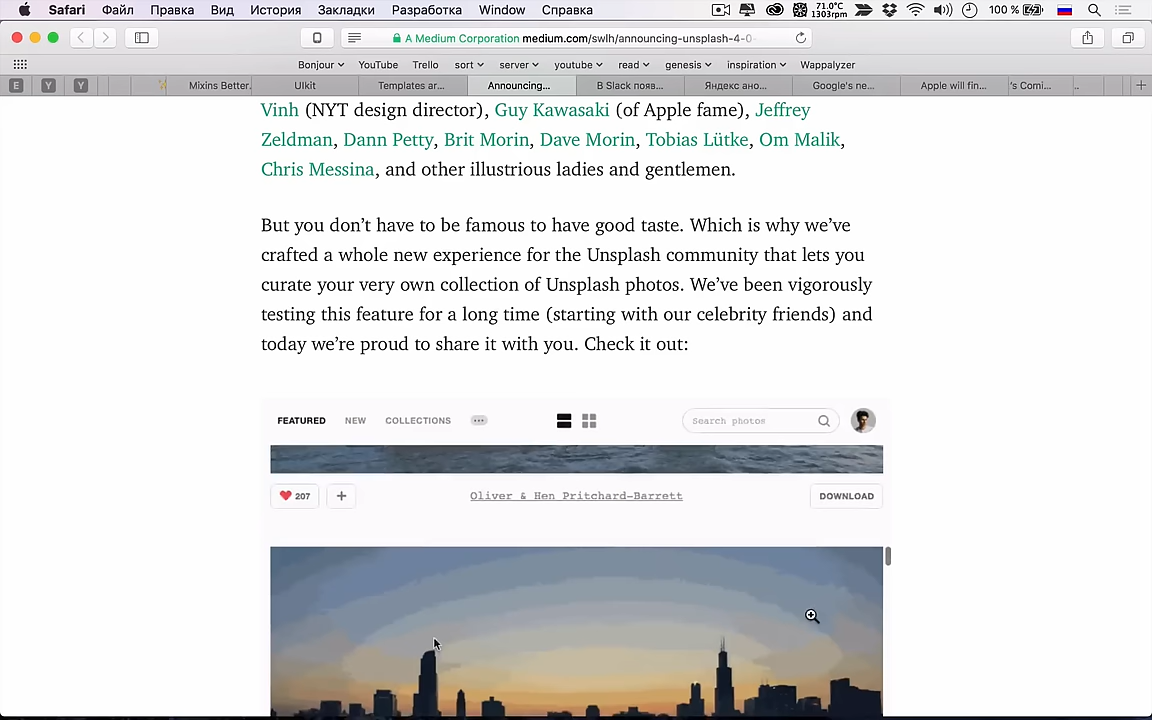 Safari Файл Правка Вид История Закладки Разработка Window Справка 71.0°C 1303rpm 100 %
A Medium Corporation medium.com/swlh/announcing-unsplash-4-0-
Bonjour YouTube Trello sort server youtube read genesis inspiration Wappalyzer
E Y Y Mixins Better. UIkit Templates ar... Announcing... В Slack появ... Яндекс ано... Google's ne... Apple will fin... 's Comi... ..
Vinh (NYT design director), Guy Kawasaki (of Apple fame), Jeffrey
Zeldman, Dann Petty, Brit Morin, Dave Morin, Tobias Lütke, Om Malik,
Chris Messina, and other illustrious ladies and gentlemen.
But you don’t have to be famous to have good taste. Which is why we’ve
crafted a whole new experience for the Unsplash community that lets you
curate your very own collection of Unsplash photos. We’ve been vigorously
testing this feature for a long time (starting with our celebrity friends) and
today we’re proud to share it with you. Check it out:
FEATURED NEW COLLECTIONS Search photos
207 + Oliver & Hen Pritchard-Barrett DOWNLOAD